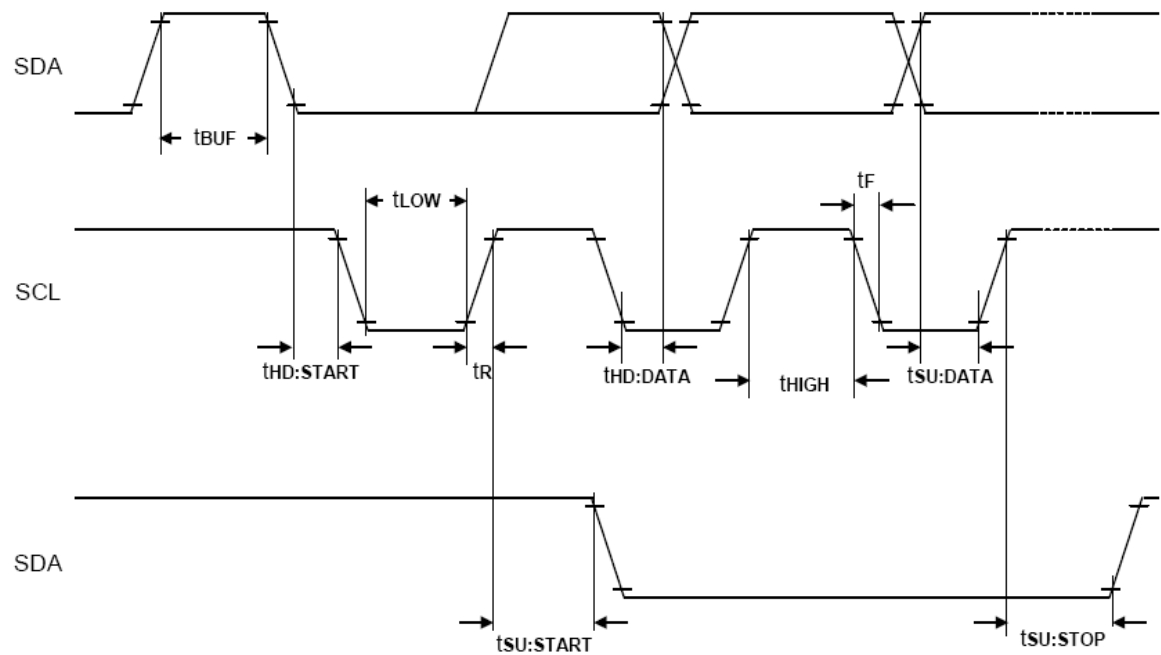 SDA
tBUF
tLOW
tF
SCL
tHD:START
tR
tHD:DATA
tHIGH
tSU:DATA
SDA
tSU:START
tSU:STOP